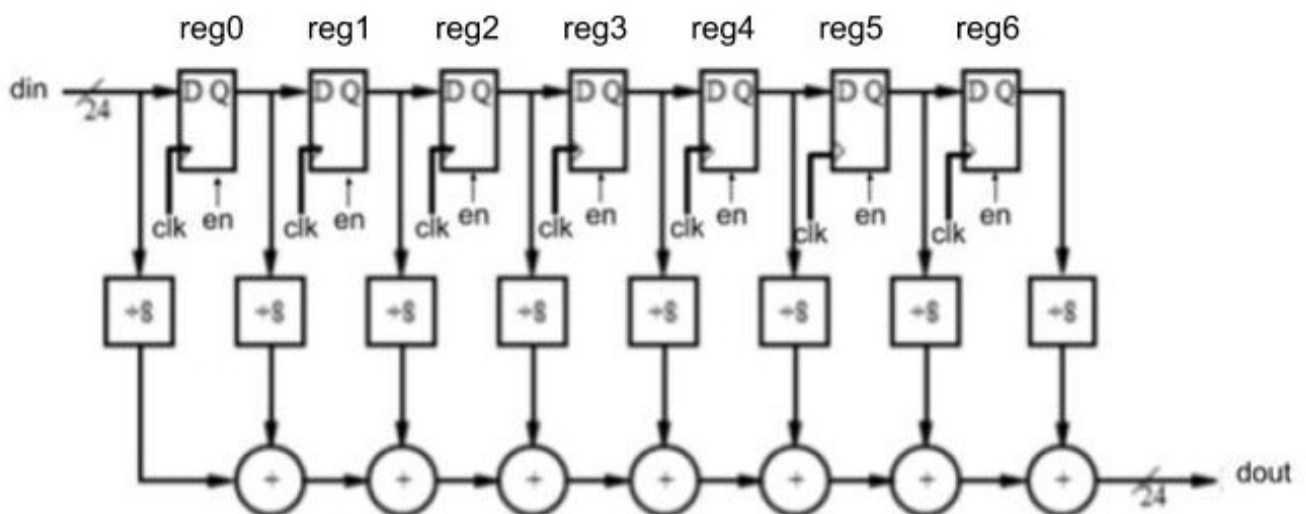 reg0 reg1 reg2 reg3 reg4 reg5 reg6
din 24 D Q D Q D Q D Q D Q D Q D Q
clk en clk en clk en clk en clk en clk en clk en
÷8 ÷8 ÷8 ÷8 ÷8 ÷8 ÷8 ÷8
+ + + + + + + 24 dout